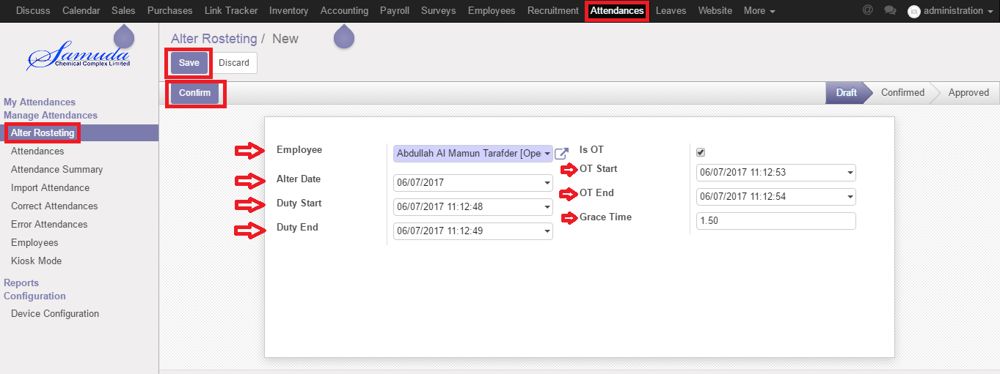 Discuss Calendar Sales Purchases Link Tracker Inventory Accounting Payroll Surveys Employees Recruitment Attendances Leaves Website More @ administration
Samuda
Chemical Complex Limited
Alter Rosteting / New
Save Discard
Confirm Draft Confirmed Approved
My Attendances
Manage Attendances
Alter Rosteting
Attendances
Attendance Summary
Import Attendance
Correct Attendances
Error Attendances
Employees
Kiosk Mode
Reports
Configuration
Device Configuration
Employee Abdullah Al Mamun Tarafder [Ope
Alter Date 06/07/2017
Duty Start 06/07/2017 11:12:48
Duty End 06/07/2017 11:12:49
Is OT
OT Start 06/07/2017 11:12:53
OT End 06/07/2017 11:12:54
Grace Time 1.50